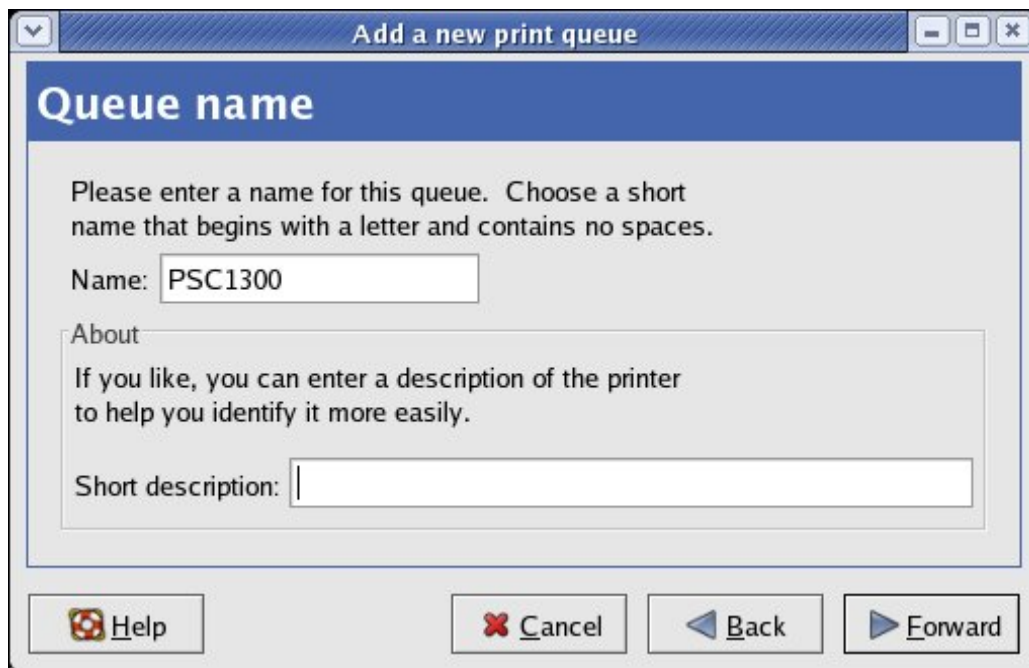 Add a new print queue
Queue name
Please enter a name for this queue.  Choose a short
name that begins with a letter and contains no spaces.
Name: PSC1300
About
If you like, you can enter a description of the printer
to help you identify it more easily.
Short description:
Help Cancel Back Forward